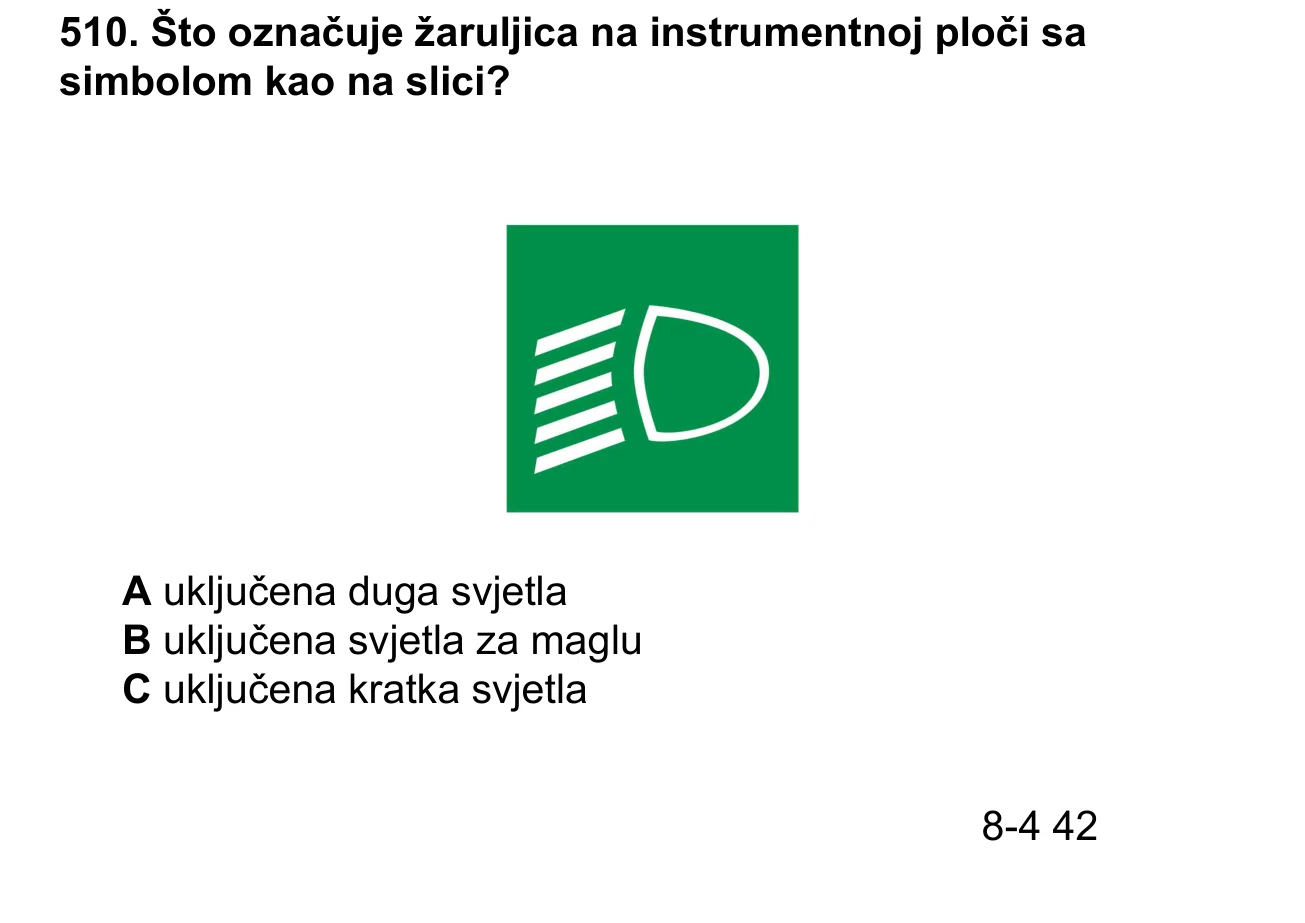 510. Što označuje žaruljica na instrumentnoj ploči sa
simbolom kao na slici?
A uključena duga svjetla
B uključena svjetla za maglu
C uključena kratka svjetla
8-4 42